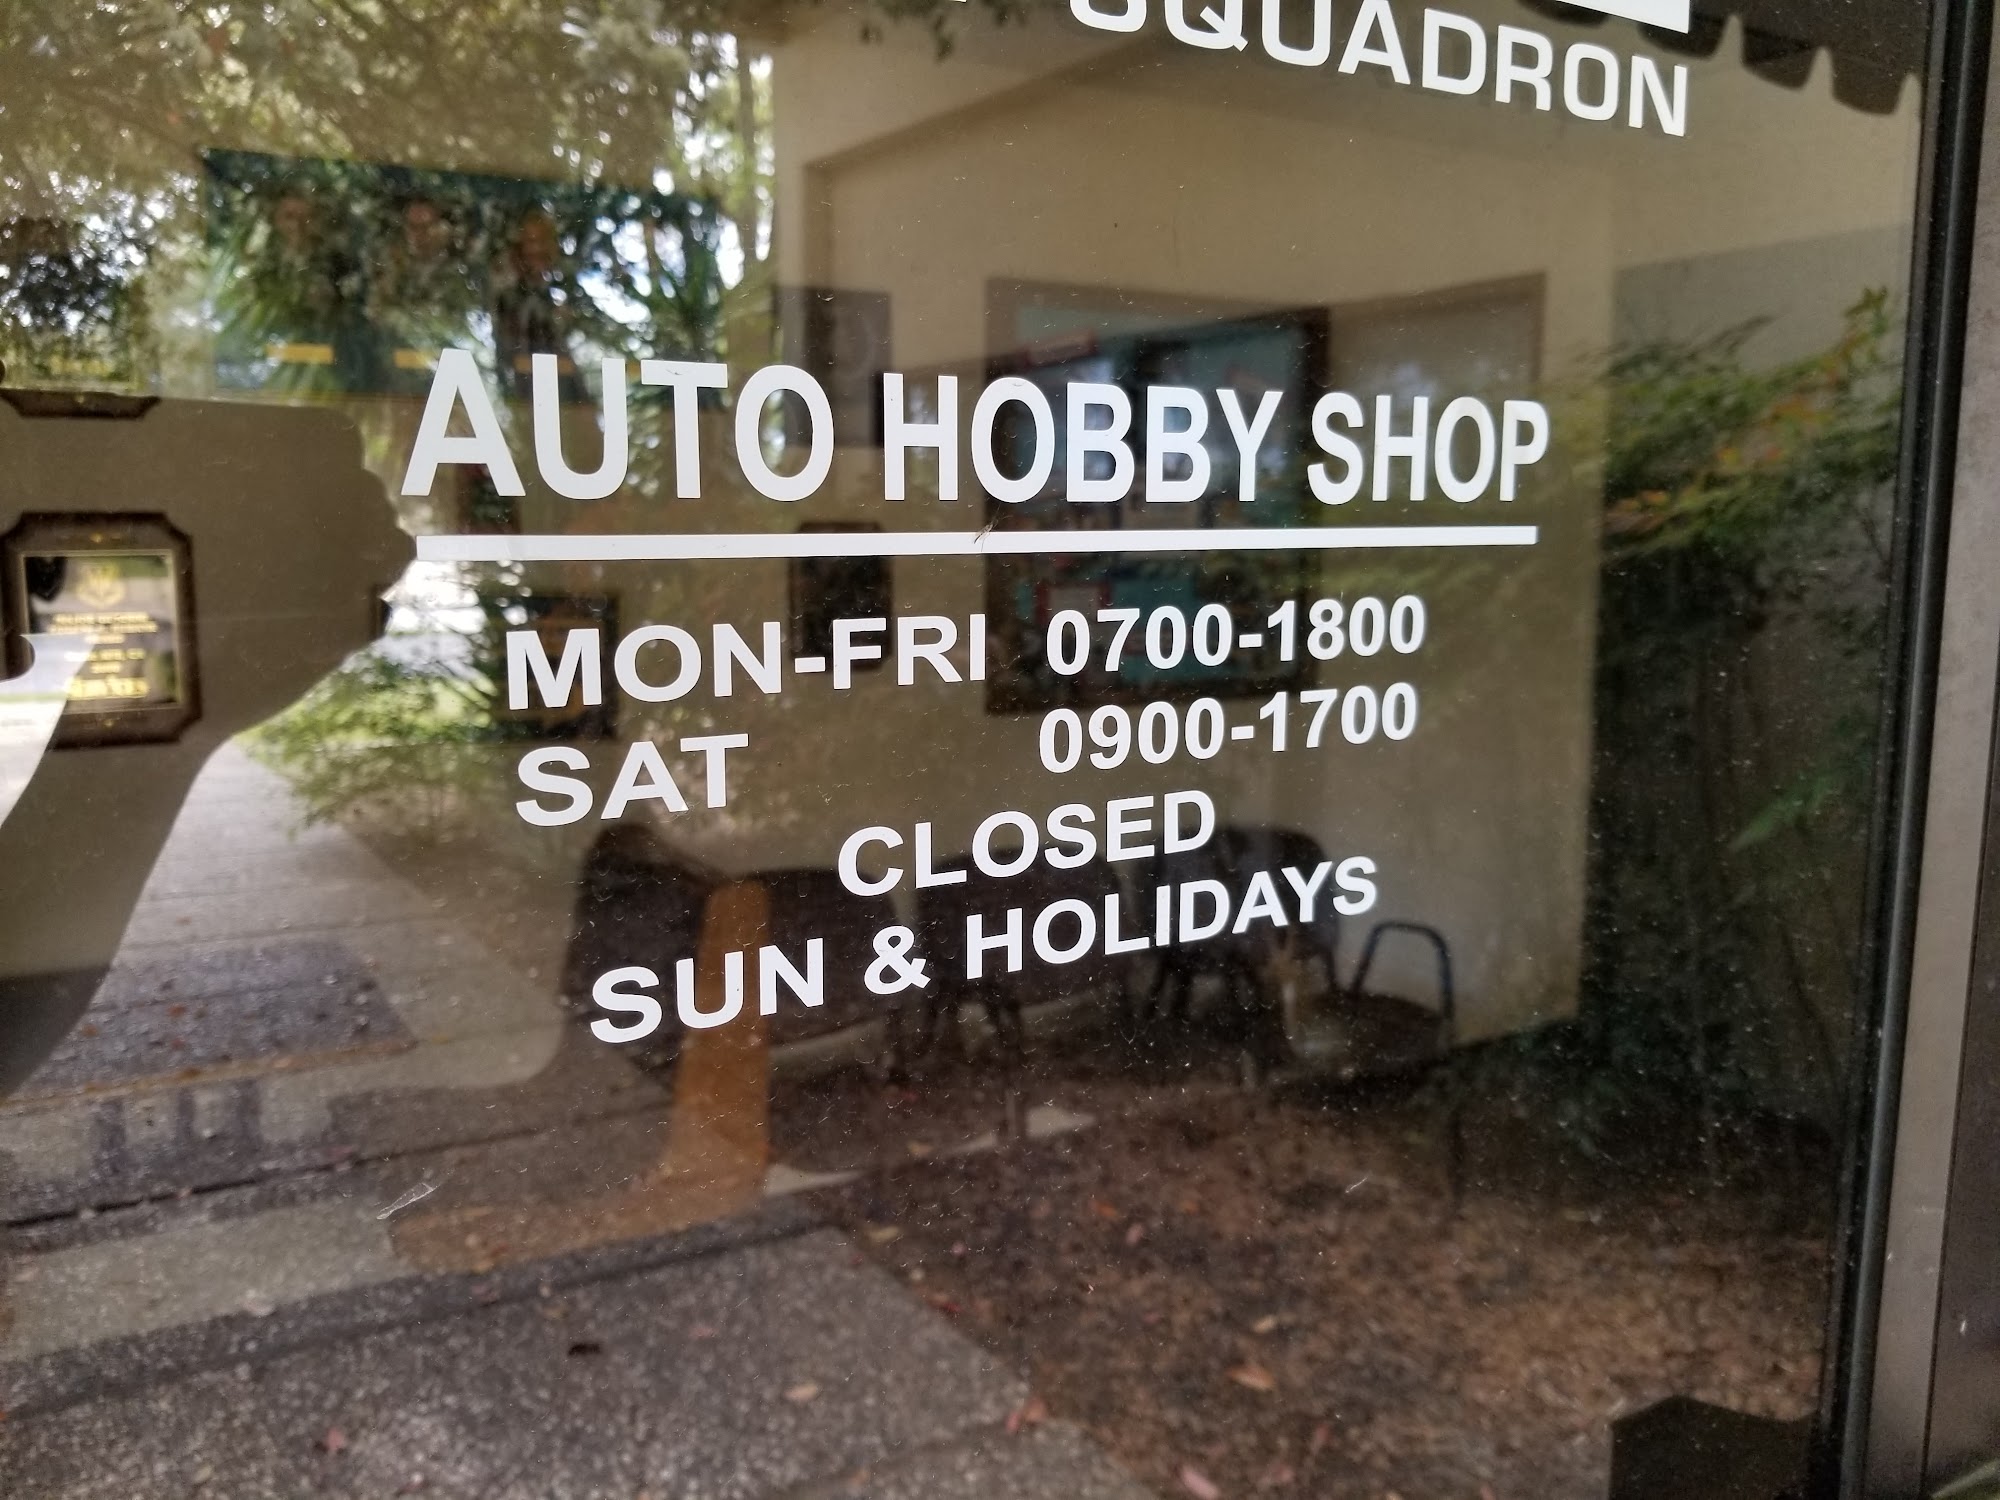 SQUADRON
AUTO HOBBY SHOP
MON-FRI 0700-1800
SAT 0900-1700
CLOSED
SUN & HOLIDAYS